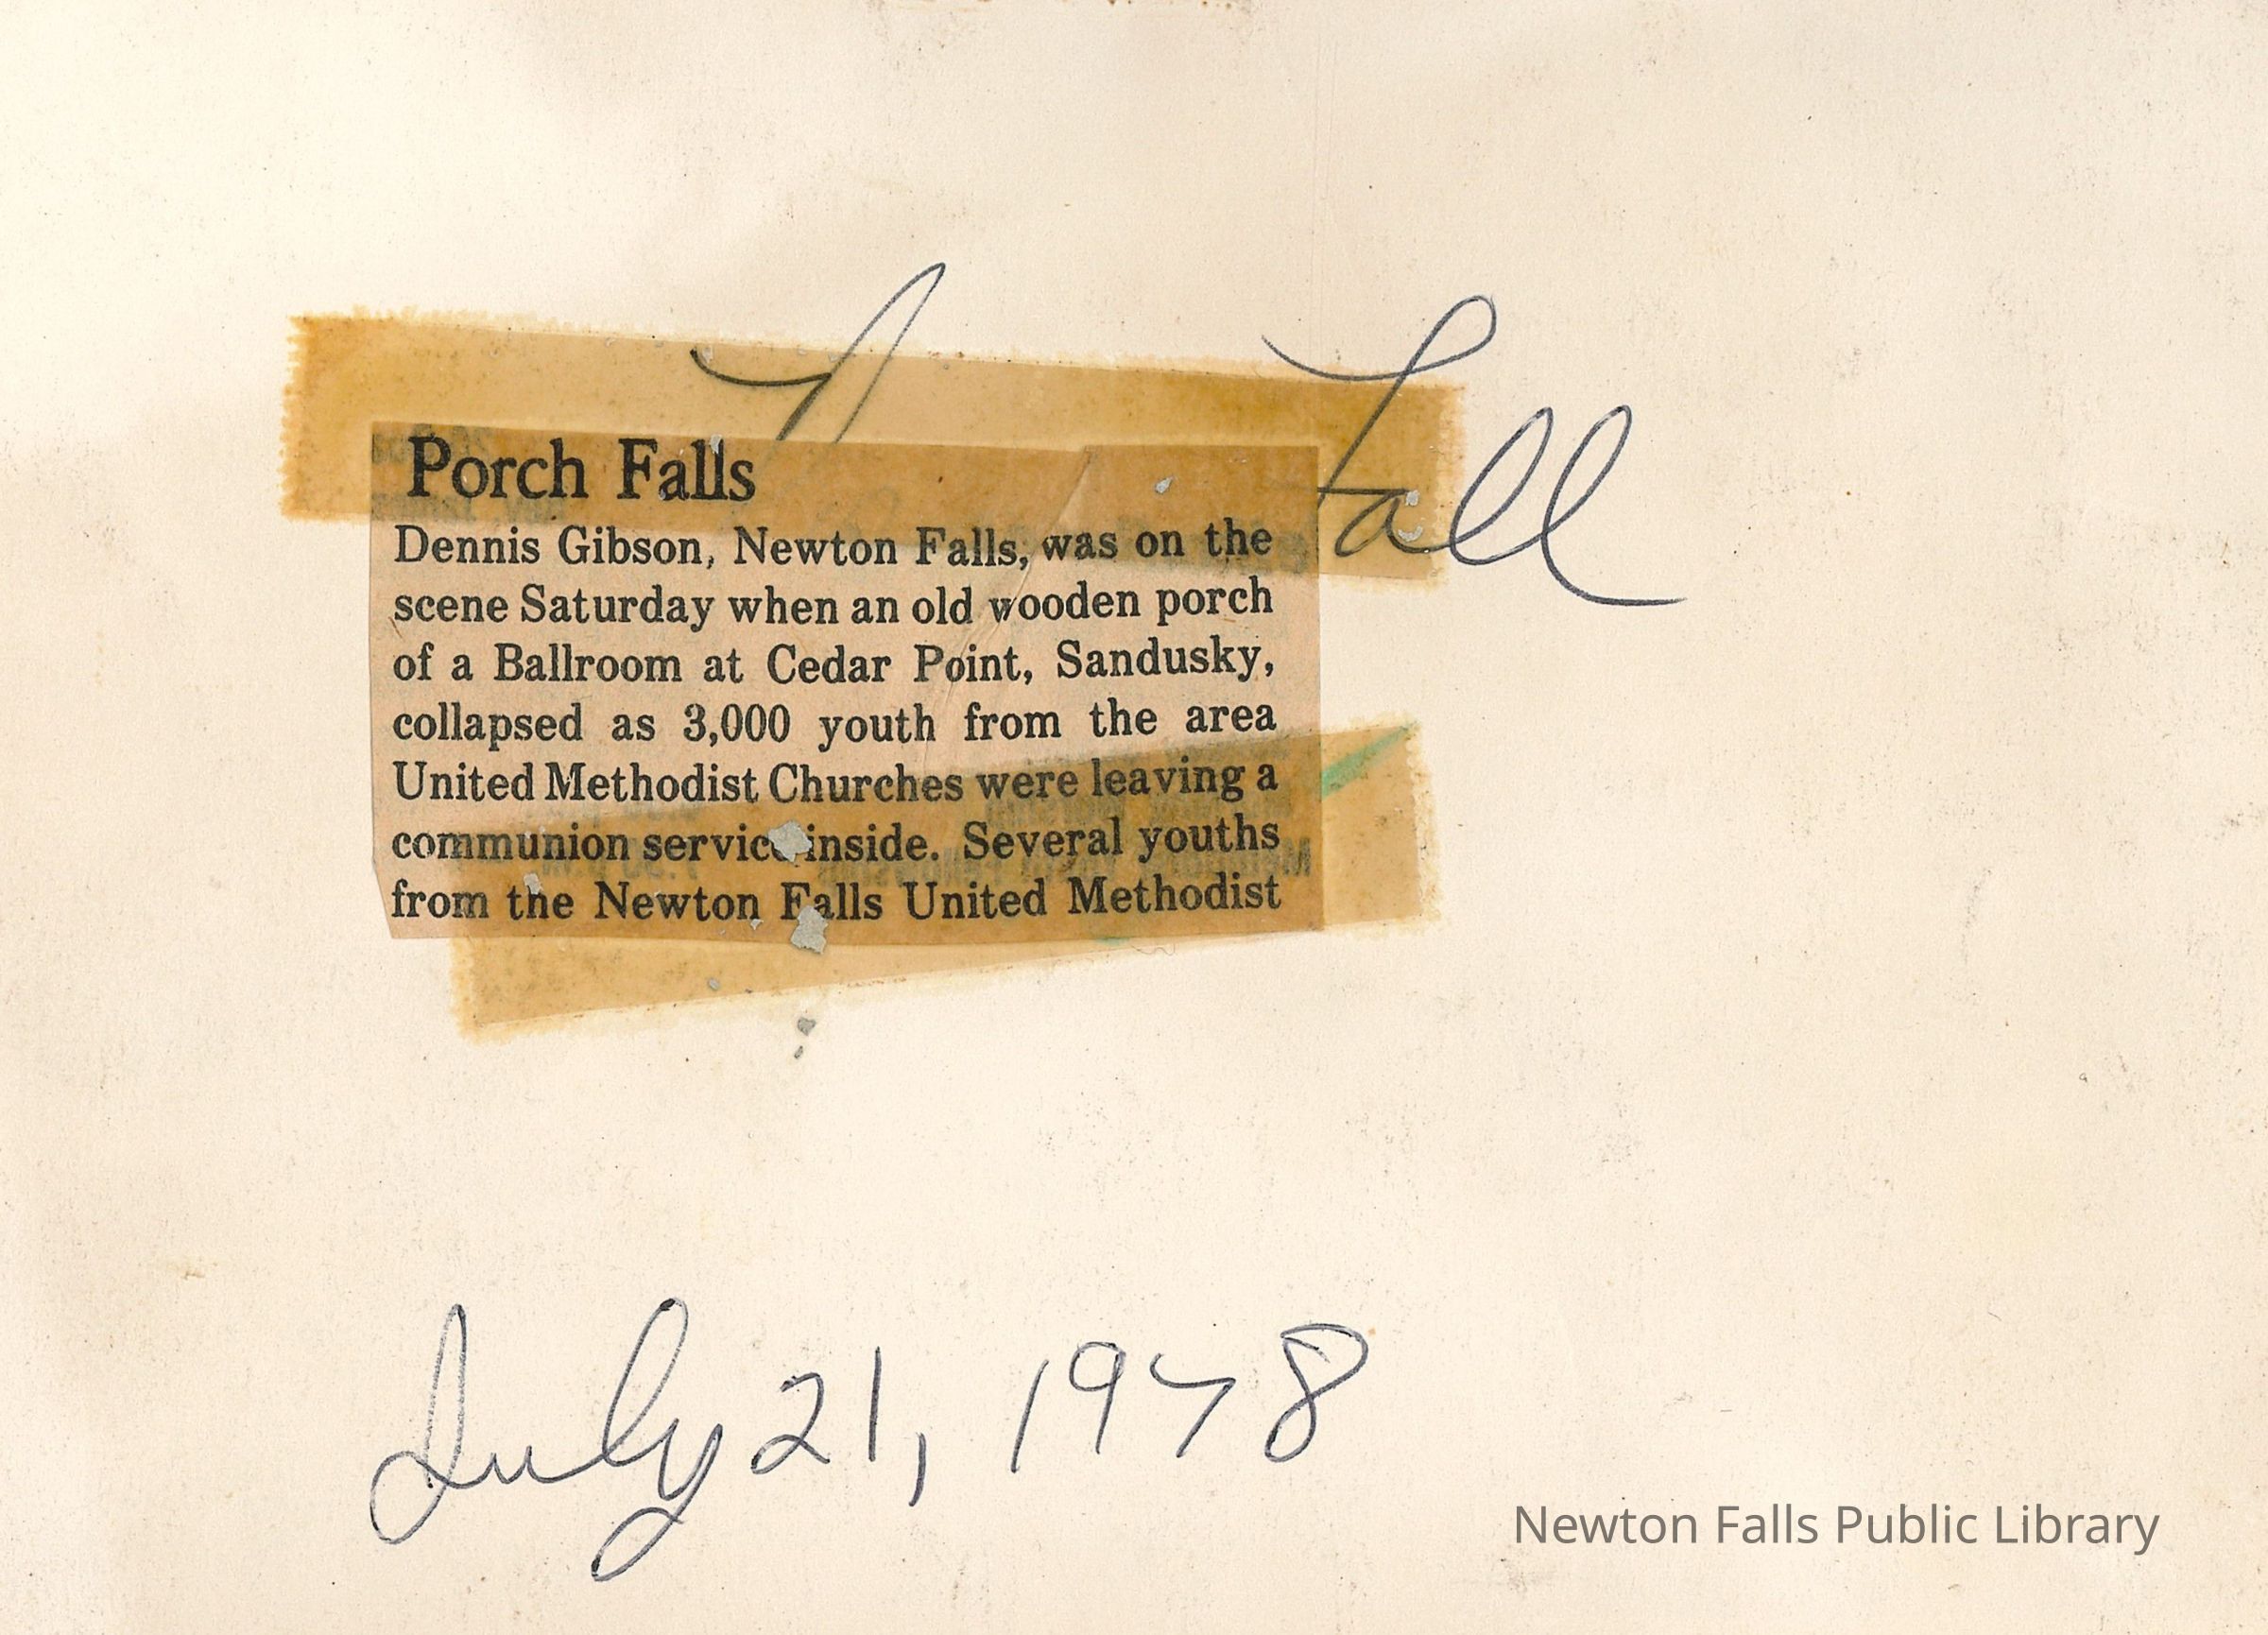 Fall
Porch Falls
Dennis Gibson, Newton Falls, was on the
scene Saturday when an old wooden porch
of a Ballroom at Cedar Point, Sandusky,
collapsed as 3,000 youth from the area
United Methodist Churches were leaving a
communion service inside. Several youths
from the Newton Falls United Methodist
July 21, 1978
Newton Falls Public Library